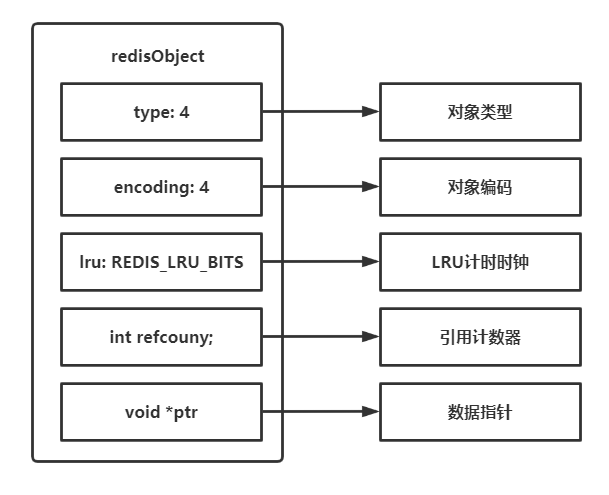 redisObject
type: 4
对象类型
encoding: 4
对象编码
lru: REDIS_LRU_BITS
LRU计时时钟
int refcouny;
引用计数器
void *ptr
数据指针